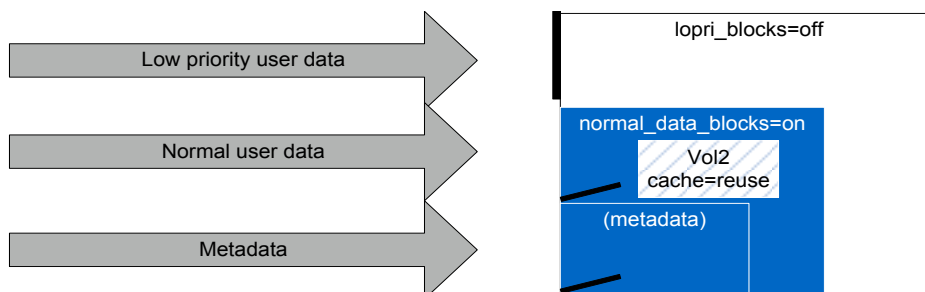 Low priority user data
lopri_blocks=off
Normal user data
normal_data_blocks=on
Vol2
cache=reuse
Metadata
(metadata)